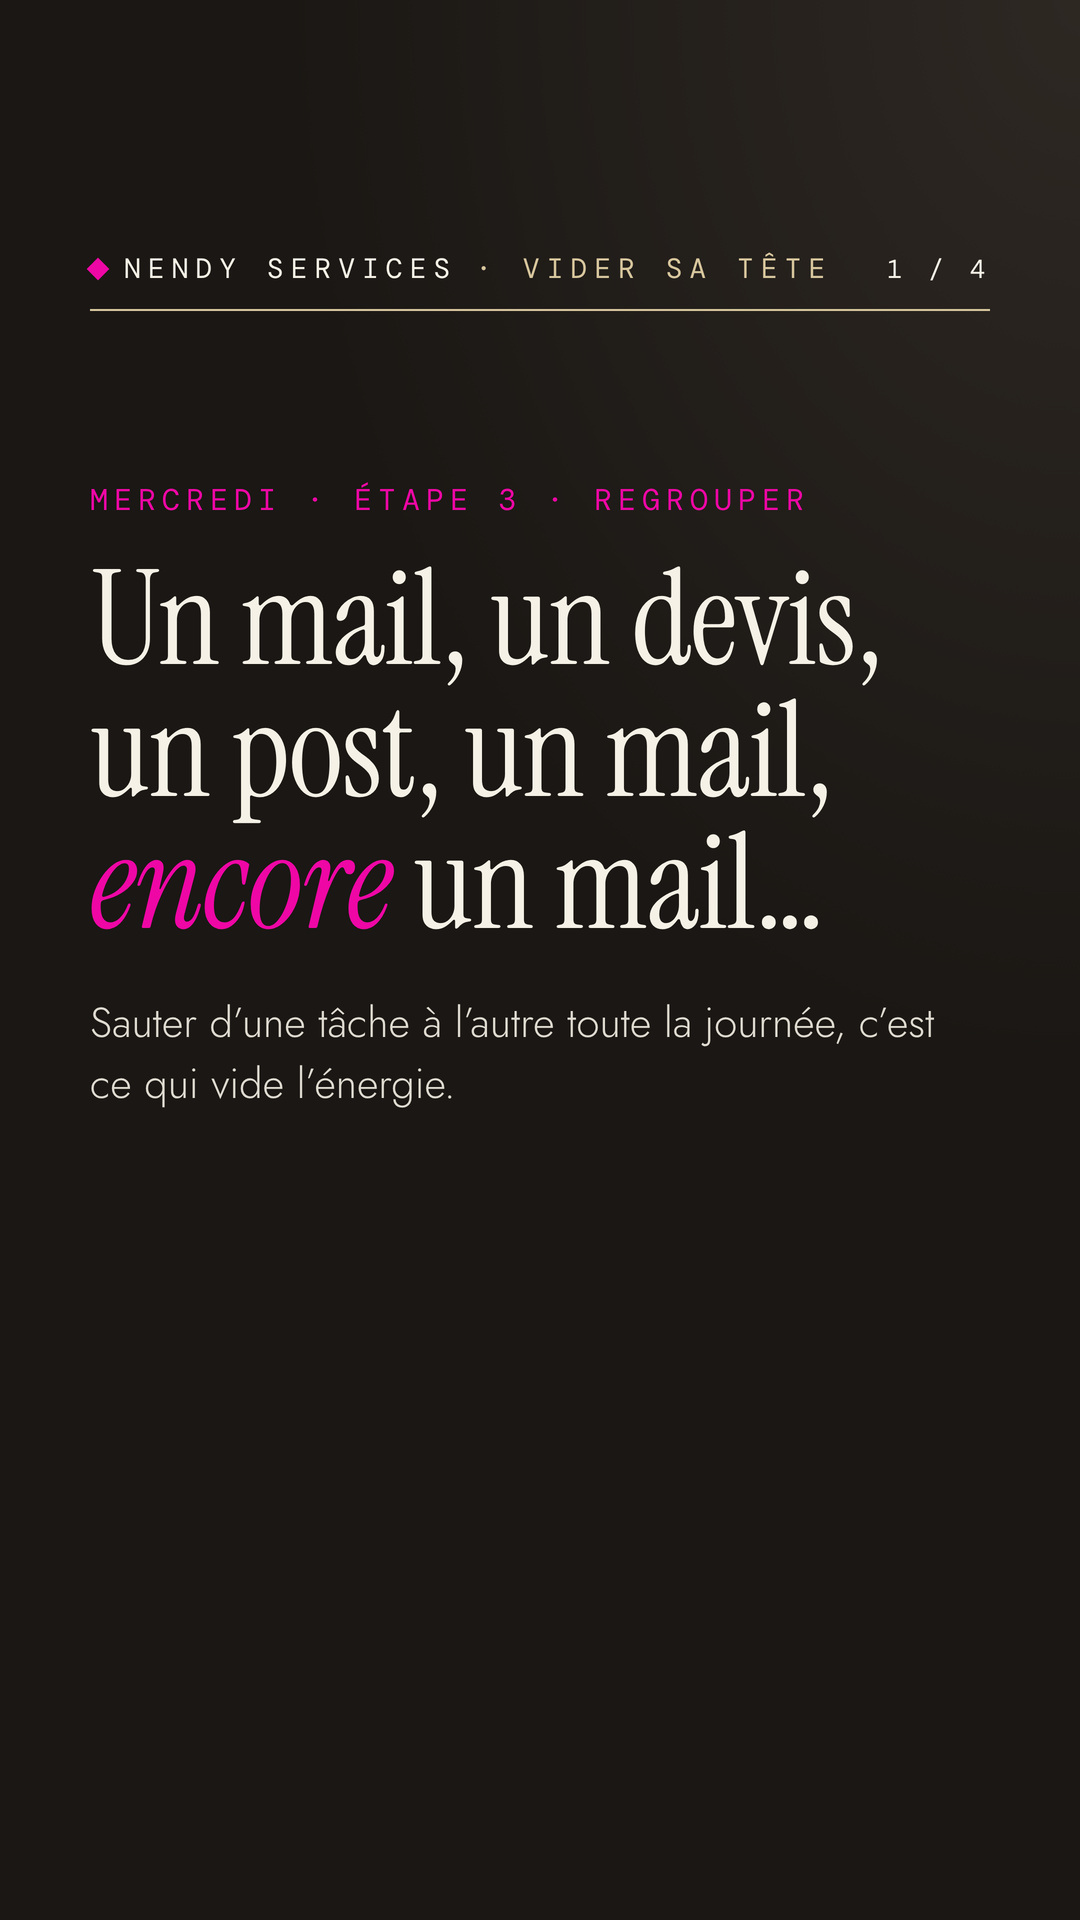 NENDY SERVICES · VIDER SA TÊTE 1 / 4
MERCREDI · ÉTAPE 3 · REGROUPER
Un mail, un devis,
un post, un mail,
encore un mail...
Sauter d’une tâche à l’autre toute la journée, c’est
ce qui vide l’énergie.